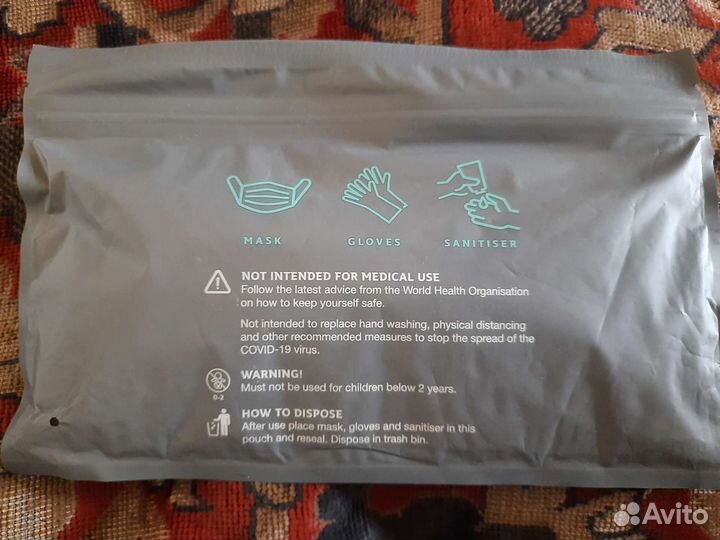 MASK
GLOVES
SANITISER
NOT INTENDED FOR MEDICAL USE
Follow the latest advice from the World Health Organisation
on how to keep yourself safe.
Not intended to replace hand washing, physical distancing
and other recommended measures to stop the spread of the
COVID-19 virus.
WARNING!
Must not be used for children below 2 years.
0-2
HOW TO DISPOSE
After use place mask, gloves and sanitiser in this
pouch and reseal. Dispose in trash bin.
Avito